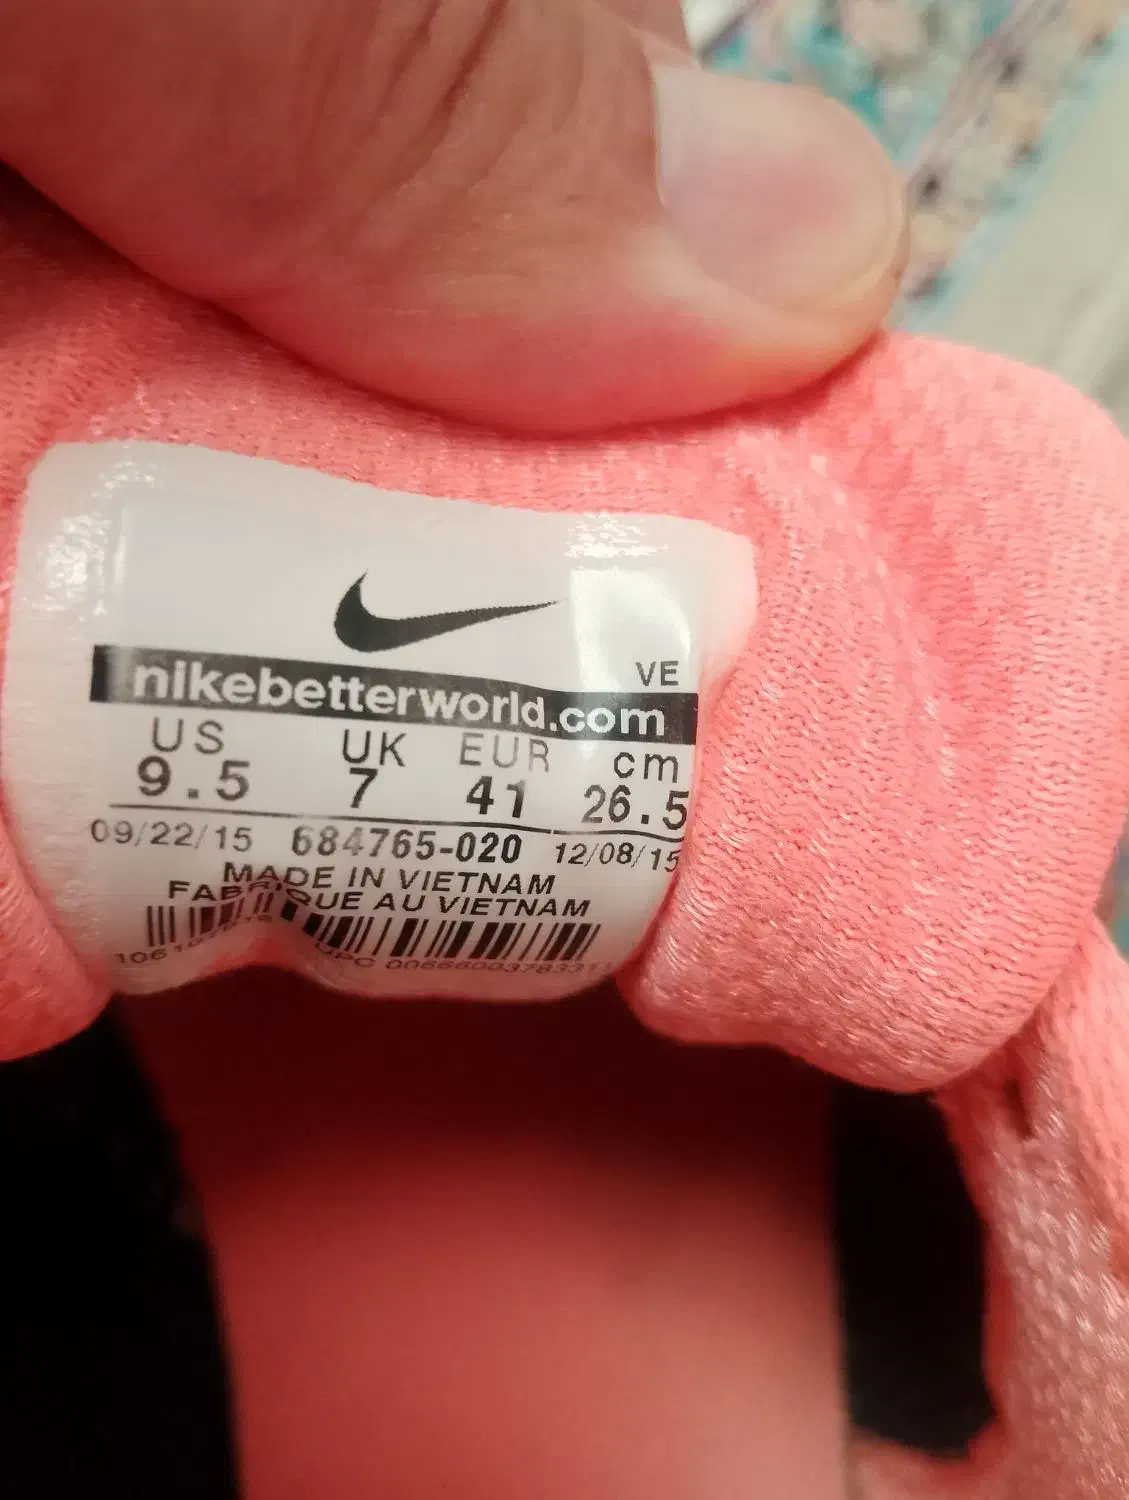 VE
nikebetterworld.com
US UK EUR cm
9.5 7 41 26.5
09/22/15 684765-020 12/08/15
MADE IN VIETNAM
AU VIETNAM
UPC